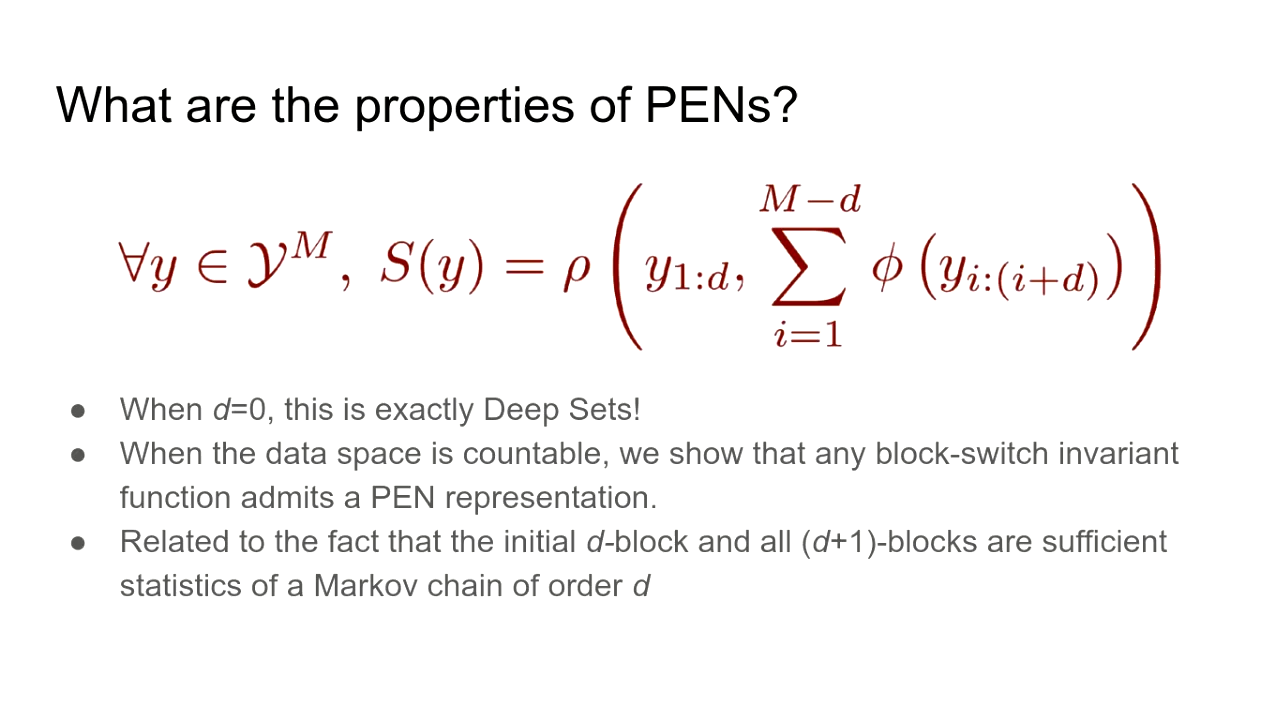 What are the properties of PENs?
∀y ∈ 𝒴^M, S(y) = ρ ( y_{1:d}, ∑_{i=1}^{M−d} φ (y_{i:(i+d)}) )
● When d=0, this is exactly Deep Sets!
● When the data space is countable, we show that any block-switch invariant
function admits a PEN representation.
● Related to the fact that the initial d-block and all (d+1)-blocks are sufficient
statistics of a Markov chain of order d